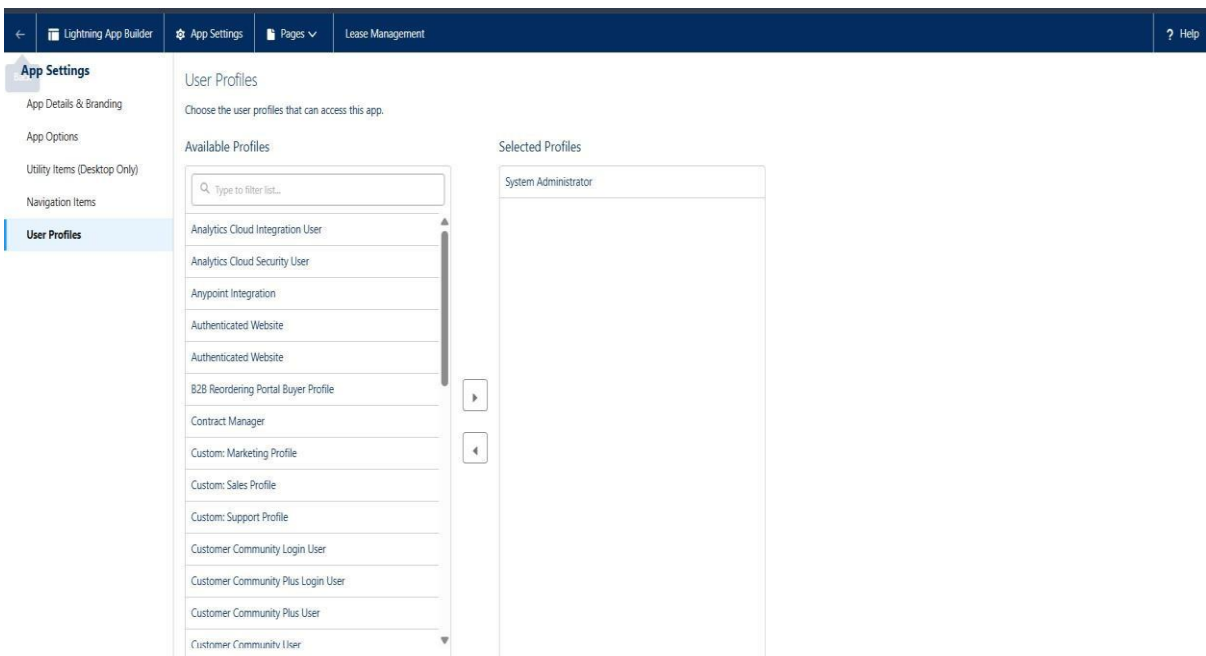 Lightning App Builder
App Settings
Pages
Lease Management
? Help
App Settings
App Details & Branding
App Options
Utility Items (Desktop Only)
Navigation Items
User Profiles
User Profiles
Choose the user profiles that can access this app.
Available Profiles
Type to filter list...
Analytics Cloud Integration User
Analytics Cloud Security User
Anypoint Integration
Authenticated Website
Authenticated Website
B2B Reordering Portal Buyer Profile
Contract Manager
Custom: Marketing Profile
Custom: Sales Profile
Custom: Support Profile
Customer Community Login User
Customer Community Plus Login User
Customer Community Plus User
Customer Community User
Selected Profiles
System Administrator